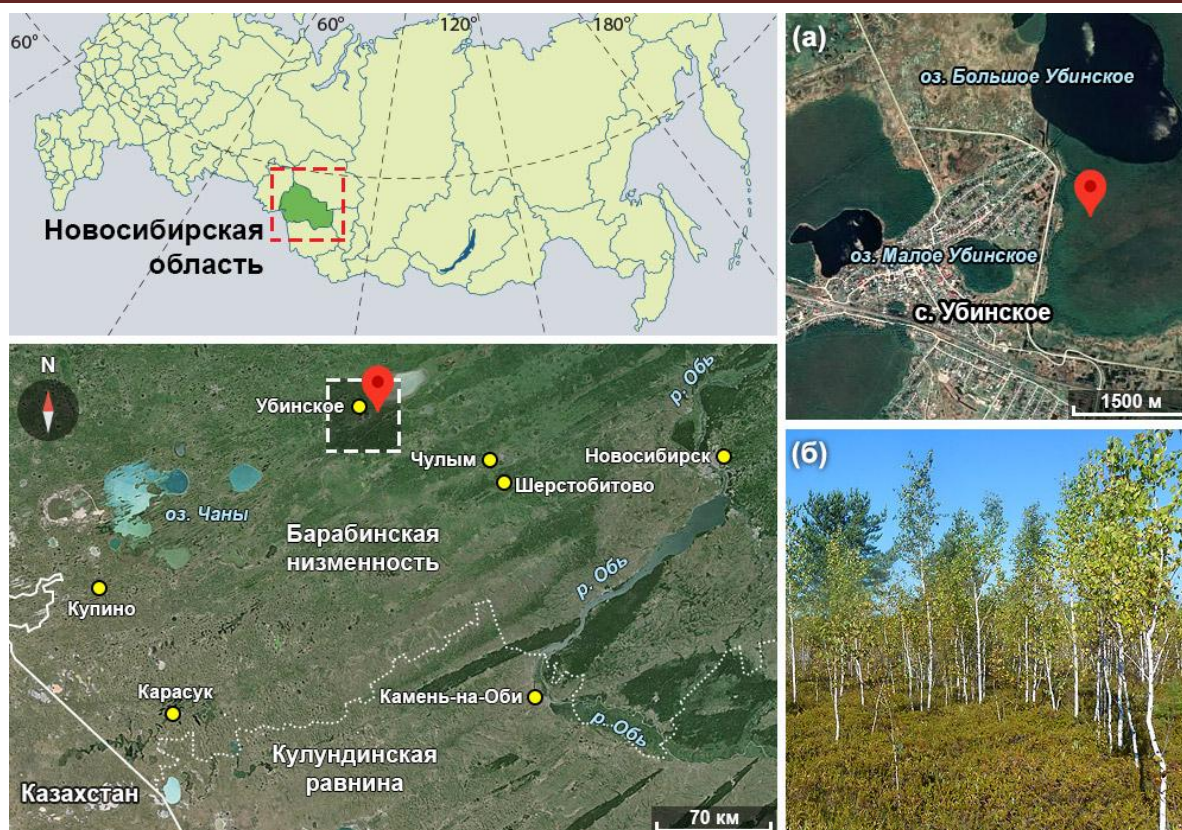 60°
60°
120°
180°
Новосибирская
область
(а)
оз. Большое Убинское
оз. Малое Убинское
с. Убинское
1500 м
N
Убинское
р. Обь
Чулым
Новосибирск
Шерстобитово
оз. Чаны
Барабинская
низменность
р. Обь
Купино
Карасук
Камень-на-Оби
р. Обь
Кулундинская
равнина
Казахстан
70 км
(б)